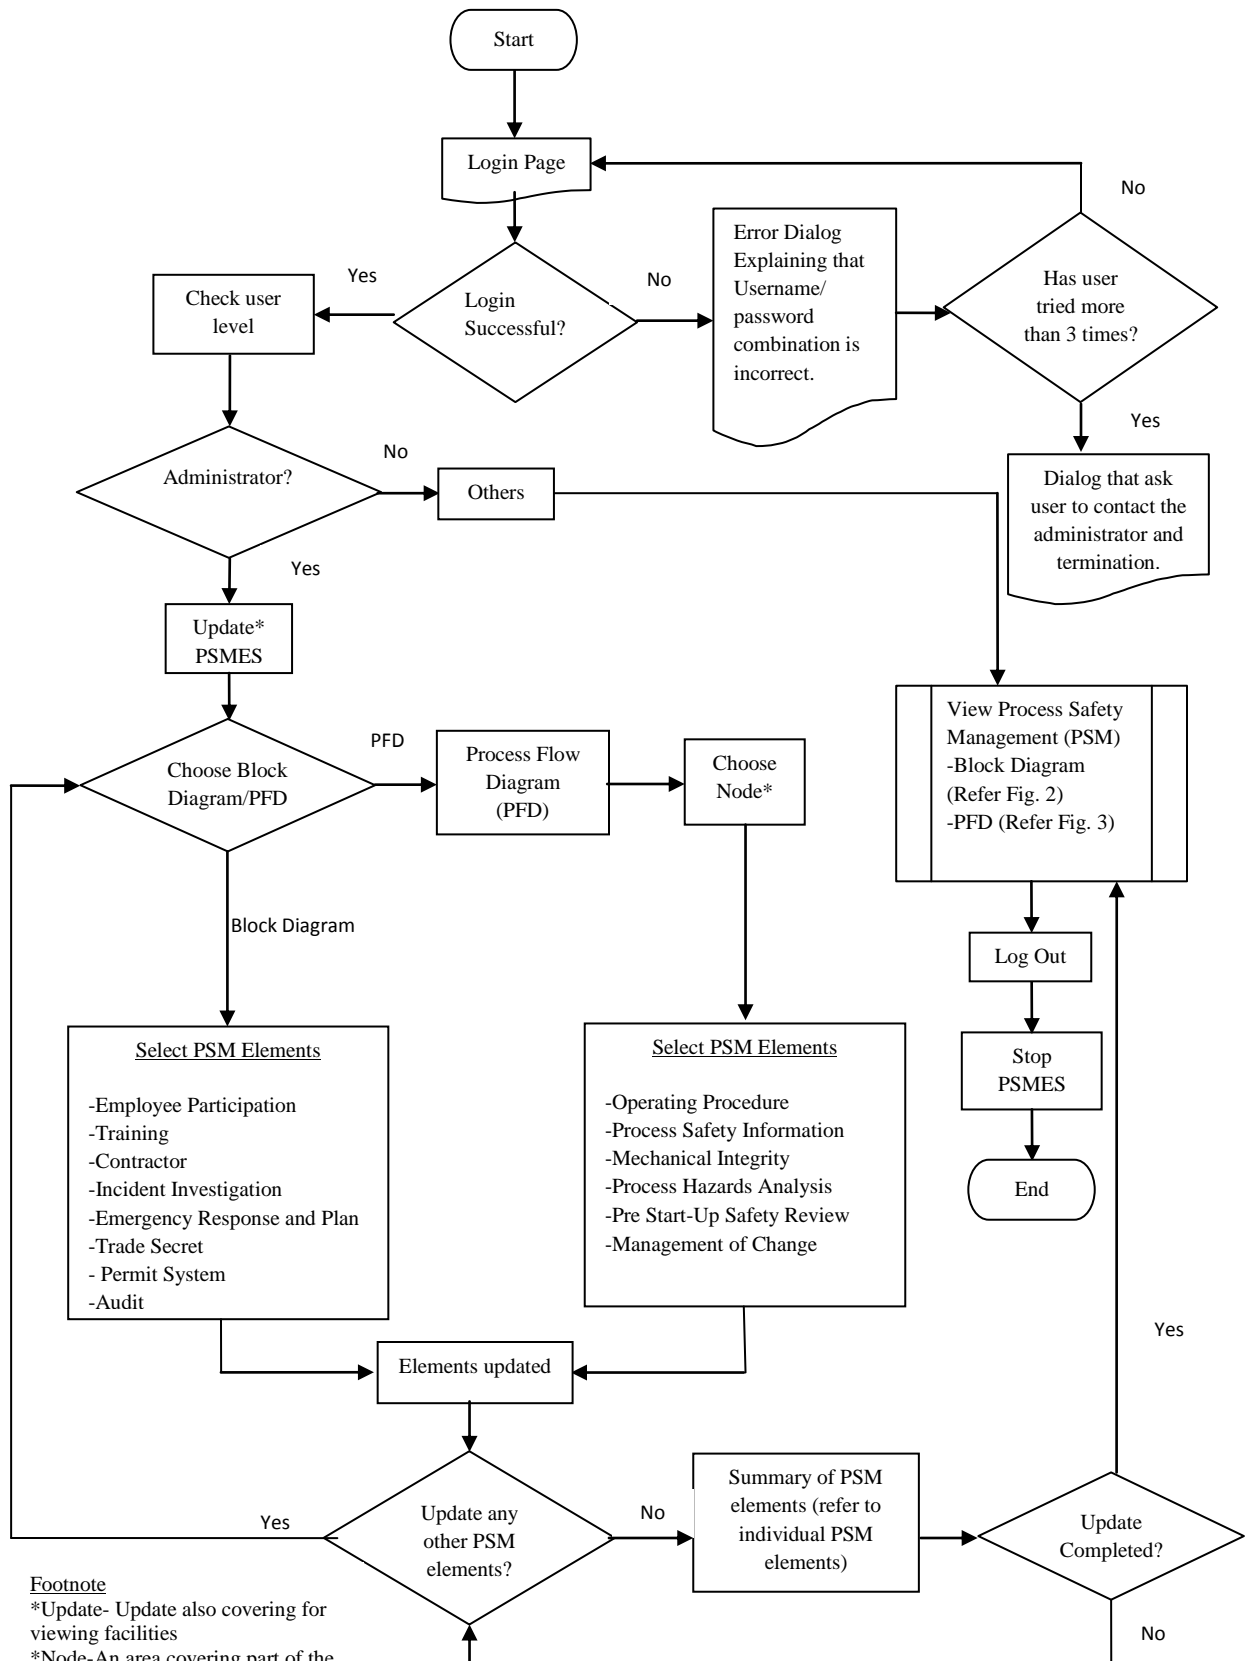 Start
Login Page
No
Error Dialog
Explaining that
Username/
password
combination is
incorrect.
Has user
tried more
than 3 times?
Yes
No
Login
Successful?
Check user
level
Yes
Dialog that ask
user to contact the
administrator and
termination.
Administrator?
No
Others
Yes
Update*
PSMES
View Process Safety
Management (PSM)
-Block Diagram
(Refer Fig. 2)
-PFD (Refer Fig. 3)
Choose Block
Diagram/PFD
PFD
Process Flow
Diagram
(PFD)
Choose
Node*
Block Diagram
Log Out
Stop
PSMES
End
Select PSM Elements
-Employee Participation
-Training
-Contractor
-Incident Investigation
-Emergency Response and Plan
-Trade Secret
- Permit System
-Audit
Select PSM Elements
-Operating Procedure
-Process Safety Information
-Mechanical Integrity
-Process Hazards Analysis
-Pre Start-Up Safety Review
-Management of Change
Yes
Elements updated
Yes
Update any
other PSM
elements?
No
Summary of PSM
elements (refer to
individual PSM
elements)
Update
Completed?
No
Footnote
*Update- Update also covering for
viewing facilities
*Node-An area covering part of the